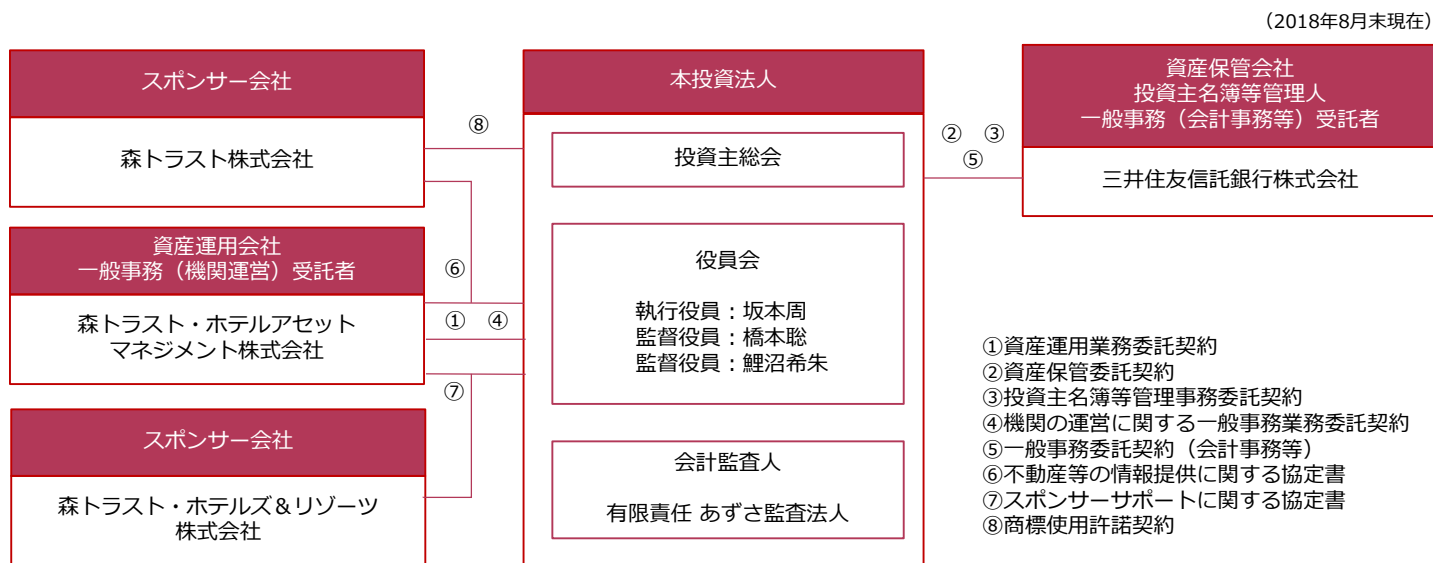 （2018年8月末現在）
スポンサー会社
森トラスト株式会社
⑧
⑥
資産運用会社
一般事務（機関運営）受託者
森トラスト・ホテルアセット
マネジメント株式会社
① ④
⑦
スポンサー会社
森トラスト・ホテルズ＆リゾーツ
株式会社
本投資法人
投資主総会
役員会
執行役員：坂本周
監督役員：橋本聡
監督役員：鯉沼希朱
会計監査人
有限責任 あずさ監査法人
② ③
⑤
資産保管会社
投資主名簿等管理人
一般事務（会計事務等）受託者
三井住友信託銀行株式会社
①資産運用業務委託契約
②資産保管委託契約
③投資主名簿等管理事務委託契約
④機関の運営に関する一般事務業務委託契約
⑤一般事務委託契約（会計事務等）
⑥不動産等の情報提供に関する協定書
⑦スポンサーサポートに関する協定書
⑧商標使用許諾契約